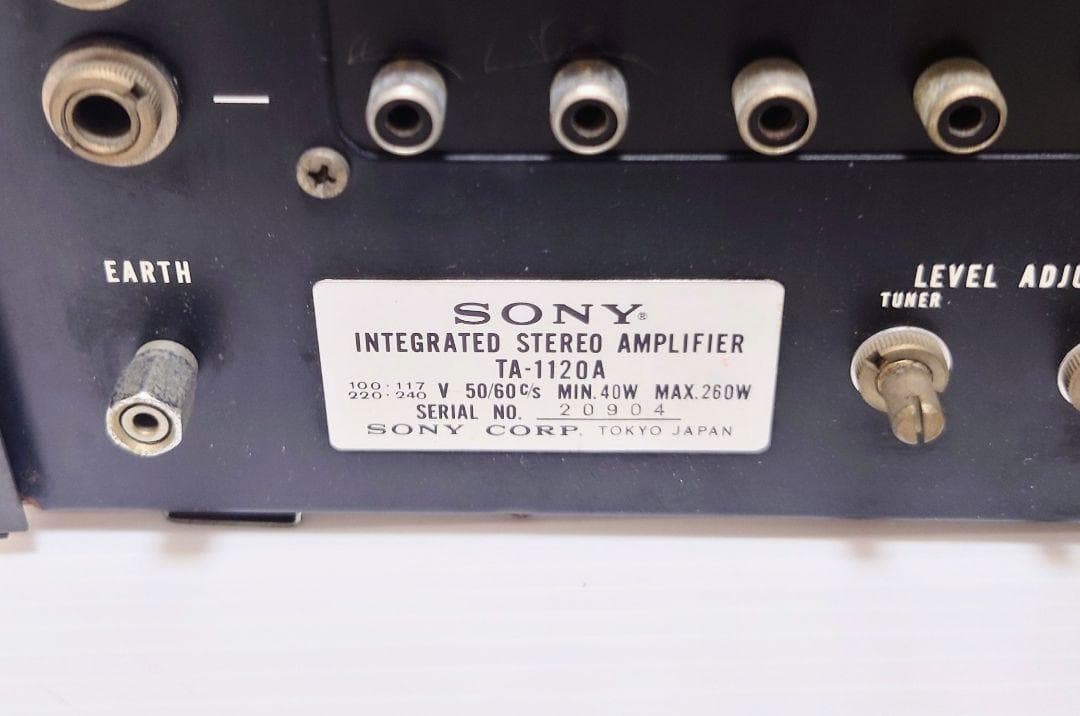 EARTH
SONY®
INTEGRATED STEREO AMPLIFIER
TA-1120A
100·117
220·240 V 50/60 c/s MIN.40W MAX.260W
SERIAL NO. 20904
SONY CORP. TOKYO JAPAN
LEVEL ADJU
TUNER